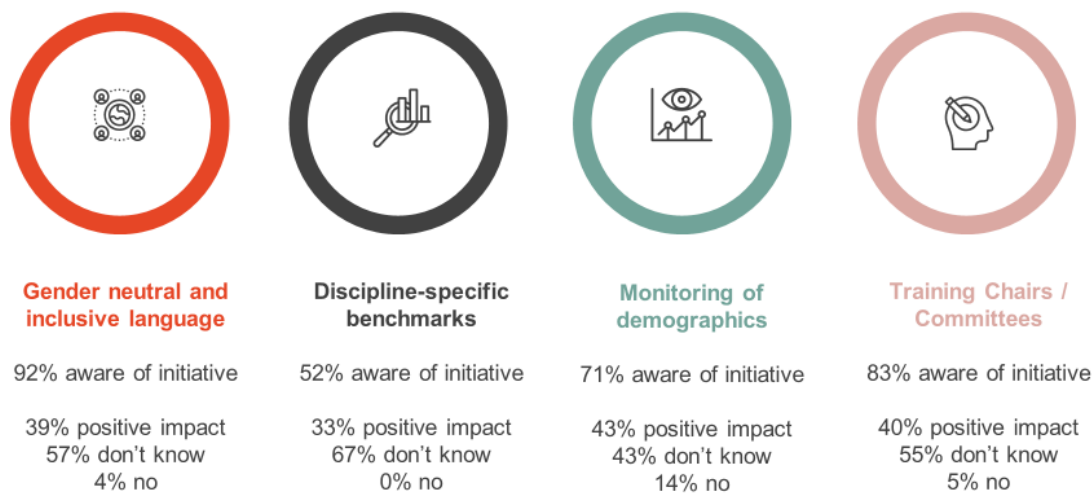 Gender neutral and
inclusive language
92% aware of initiative
39% positive impact
57% don't know
4% no
Discipline-specific
benchmarks
52% aware of initiative
33% positive impact
67% don't know
0% no
Monitoring of
demographics
71% aware of initiative
43% positive impact
43% don't know
14% no
Training Chairs /
Committees
83% aware of initiative
40% positive impact
55% don't know
5% no